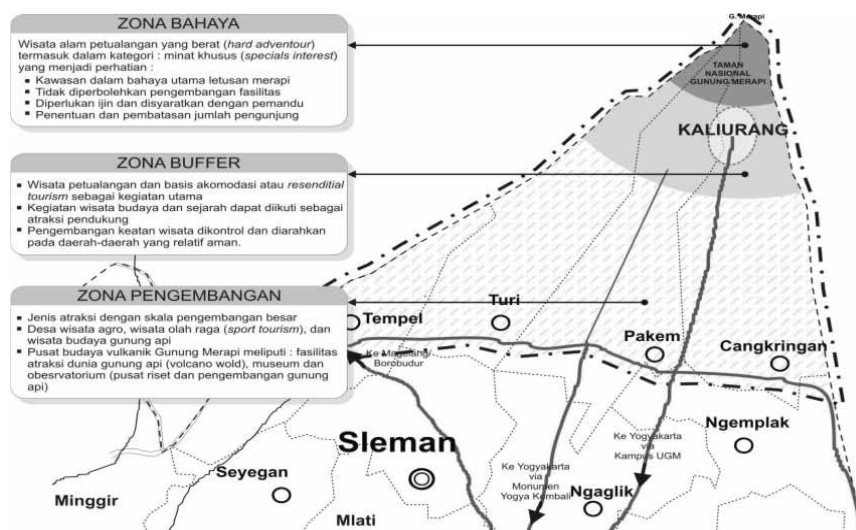 ZONA BAHAYA
Wisata alam petualangan yang berat (hard adventour)
termasuk dalam kategori : minat khusus (specials interest)
yang menjadi perhatian :
▪ Kawasan dalam bahaya utama letusan merapi
▪ Tidak diperbolehkan pengembangan fasilitas
▪ Diperlukan ijin dan disyaratkan dengan pemandu
▪ Penentuan dan pembatasan jumlah pengunjung
G. Merapi
TAMAN
NASIONAL
GUNUNG MERAPI
KALIURANG
ZONA BUFFER
▪ Wisata petualangan dan basis akomodasi atau resenditial
tourism sebagai kegiatan utama
▪ Kegiatan wisata budaya dan sejarah dapat diikuti sebagai
atraksi pendukung
▪ Pengembangan keatan wisata dikontrol dan diarahkan
pada daerah-daerah yang relatif aman.
ZONA PENGEMBANGAN
▪ Jenis atraksi dengan skala pengembangan besar
▪ Desa wisata agro, wisata olah raga (sport tourism), dan
wisata budaya gunung api
▪ Pusat budaya vulkanik Gunung Merapi meliputi : fasilitas
atraksi dunia gunung api (volcano wold), museum dan
obesrvatorium (pusat riset dan pengembangan gunung
api)
Tempel
Turi
Pakem
Cangkringan
Ke Magelang/
Borobudur
Sleman
Ngemplak
Ke Yogyakarta
via
Kampus UGM
Ke Yogyakarta
via
Monumen
Yogya Kembali
Seyegan
Ngaglik
Minggir
Mlati